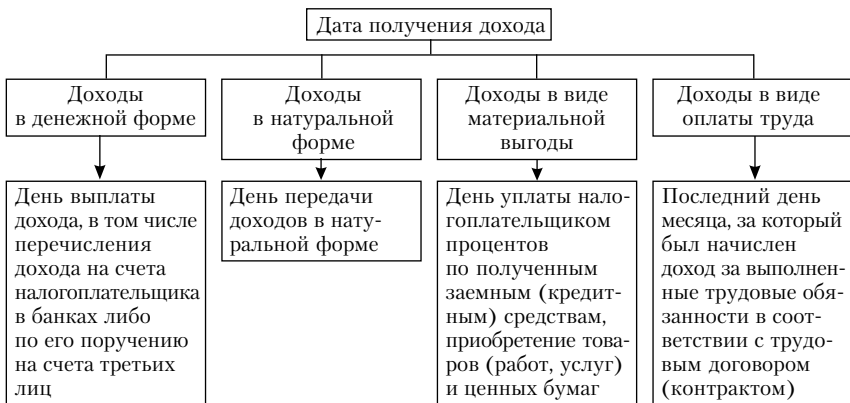 Дата получения дохода
Доходы
в денежной форме
Доходы
в натуральной
форме
Доходы в виде
материальной
выгоды
Доходы в виде
оплаты труда
День выплаты
дохода, в том числе
перечисления
дохода на счета
налогоплательщика
в банках либо
по его поручению
на счета третьих
лиц
День передачи
доходов в нату-
ральной форме
День уплаты нало-
гоплательщиком
процентов
по полученным
заемным (кредит-
ным) средствам,
приобретение това-
ров (работ, услуг)
и ценных бумаг
Последний день
месяца, за который
был начислен
доход за выполнен-
ные трудовые обя-
занности в соот-
ветствии с трудо-
вым договором
(контрактом)